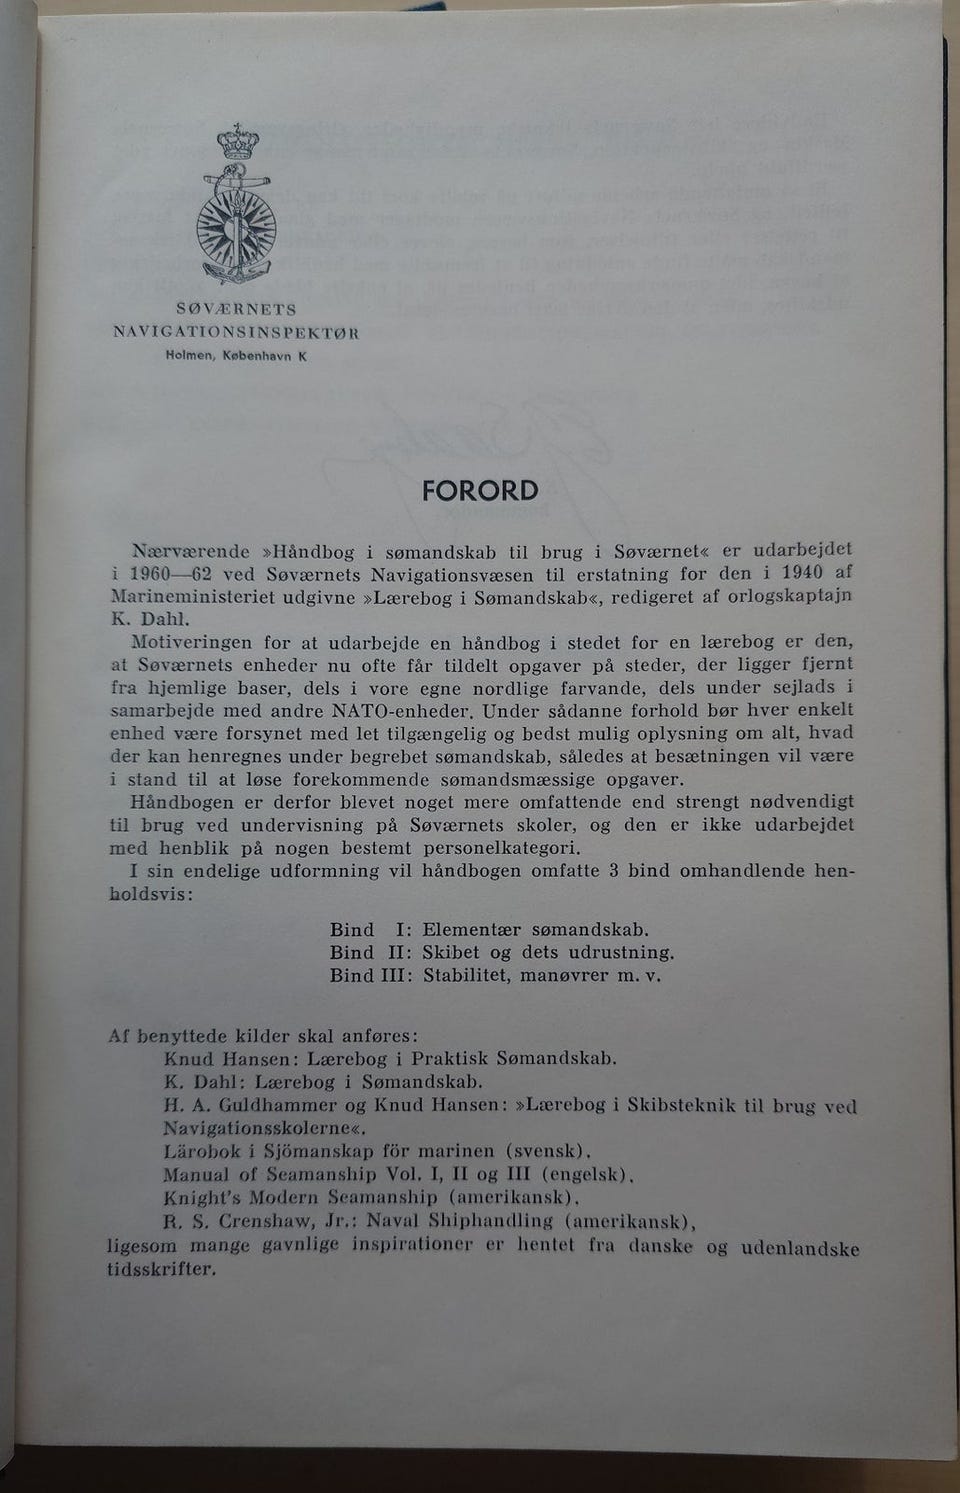 SØVÆRNETS
NAVIGATIONSINSPEKTØR
Holmen, København K
FORORD
Nærværende »Håndbog i sømandskab til brug i Søværnet« er udarbejdet
i 1960—62 ved Søværnets Navigationsvæsen til erstatning for den i 1940 af
Marineministeriet udgivne »Lærebog i Sømandskab«, redigeret af orlogskaptajn
K. Dahl.
Motiveringen for at udarbejde en håndbog i stedet for en lærebog er den,
at Søværnets enheder nu ofte får tildelt opgaver på steder, der ligger fjernt
fra hjemlige baser, dels i vore egne nordlige farvande, dels under sejlads i
samarbejde med andre NATO-enheder. Under sådanne forhold bør hver enkelt
enhed være forsynet med let tilgængelig og bedst mulig oplysning om alt, hvad
der kan henregnes under begrebet sømandskab, således at besætningen vil være
i stand til at løse forekommende sømandsmæssige opgaver.
Håndbogen er derfor blevet noget mere omfattende end strengt nødvendigt
til brug ved undervisning på Søværnets skoler, og den er ikke udarbejdet
med henblik på nogen bestemt personelkategori.
I sin endelige udformning vil håndbogen omfatte 3 bind omhandlende hen-
holdsvis:
Bind I: Elementær sømandskab.
Bind II: Skibet og dets udrustning.
Bind III: Stabilitet, manøvrer m. v.
Af benyttede kilder skal anføres:
Knud Hansen: Lærebog i Praktisk Sømandskab.
K. Dahl: Lærebog i Sømandskab.
H. A. Guldhammer og Knud Hansen: »Lærebog i Skibsteknik til brug ved
Navigationsskolerne«.
Lärobok i Sjömanskap för marinen (svensk).
Manual of Seamanship Vol. I, II og III (engelsk).
Knight's Modern Seamanship (amerikansk).
R. S. Crenshaw, Jr.: Naval Shiphandling (amerikansk),
ligesom mange gavnlige inspirationer er hentet fra danske og udenlandske
tidsskrifter.